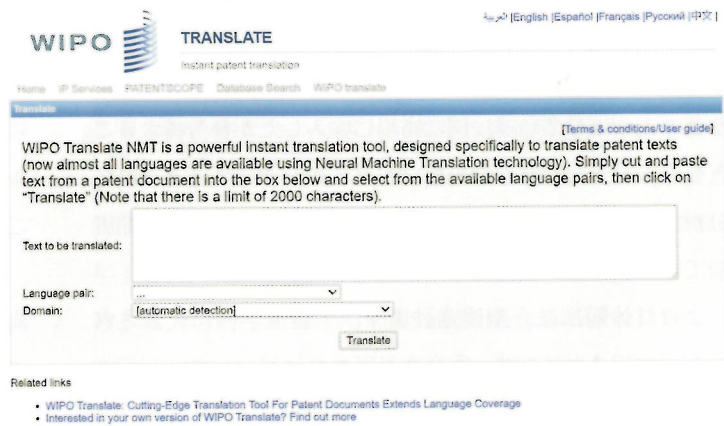 العربية |English |Español |Français |Русский |中文 |
WIPO
TRANSLATE
Instant patent translation
Home IP Services PATENTSCOPE Database Search WIPO translate
Translate
[Terms & conditions/User guide]
WIPO Translate NMT is a powerful instant translation tool, designed specifically to translate patent texts
(now almost all languages are available using Neural Machine Translation technology). Simply cut and paste
text from a patent document into the box below and select from the available language pairs, then click on
"Translate" (Note that there is a limit of 2000 characters).
Text to be translated:
Language pair: ...
Domain: [automatic detection]
Translate
Related links
• WIPO Translate: Cutting-Edge Translation Tool For Patent Documents Extends Language Coverage
• Interested in your own version of WIPO Translate? Find out more